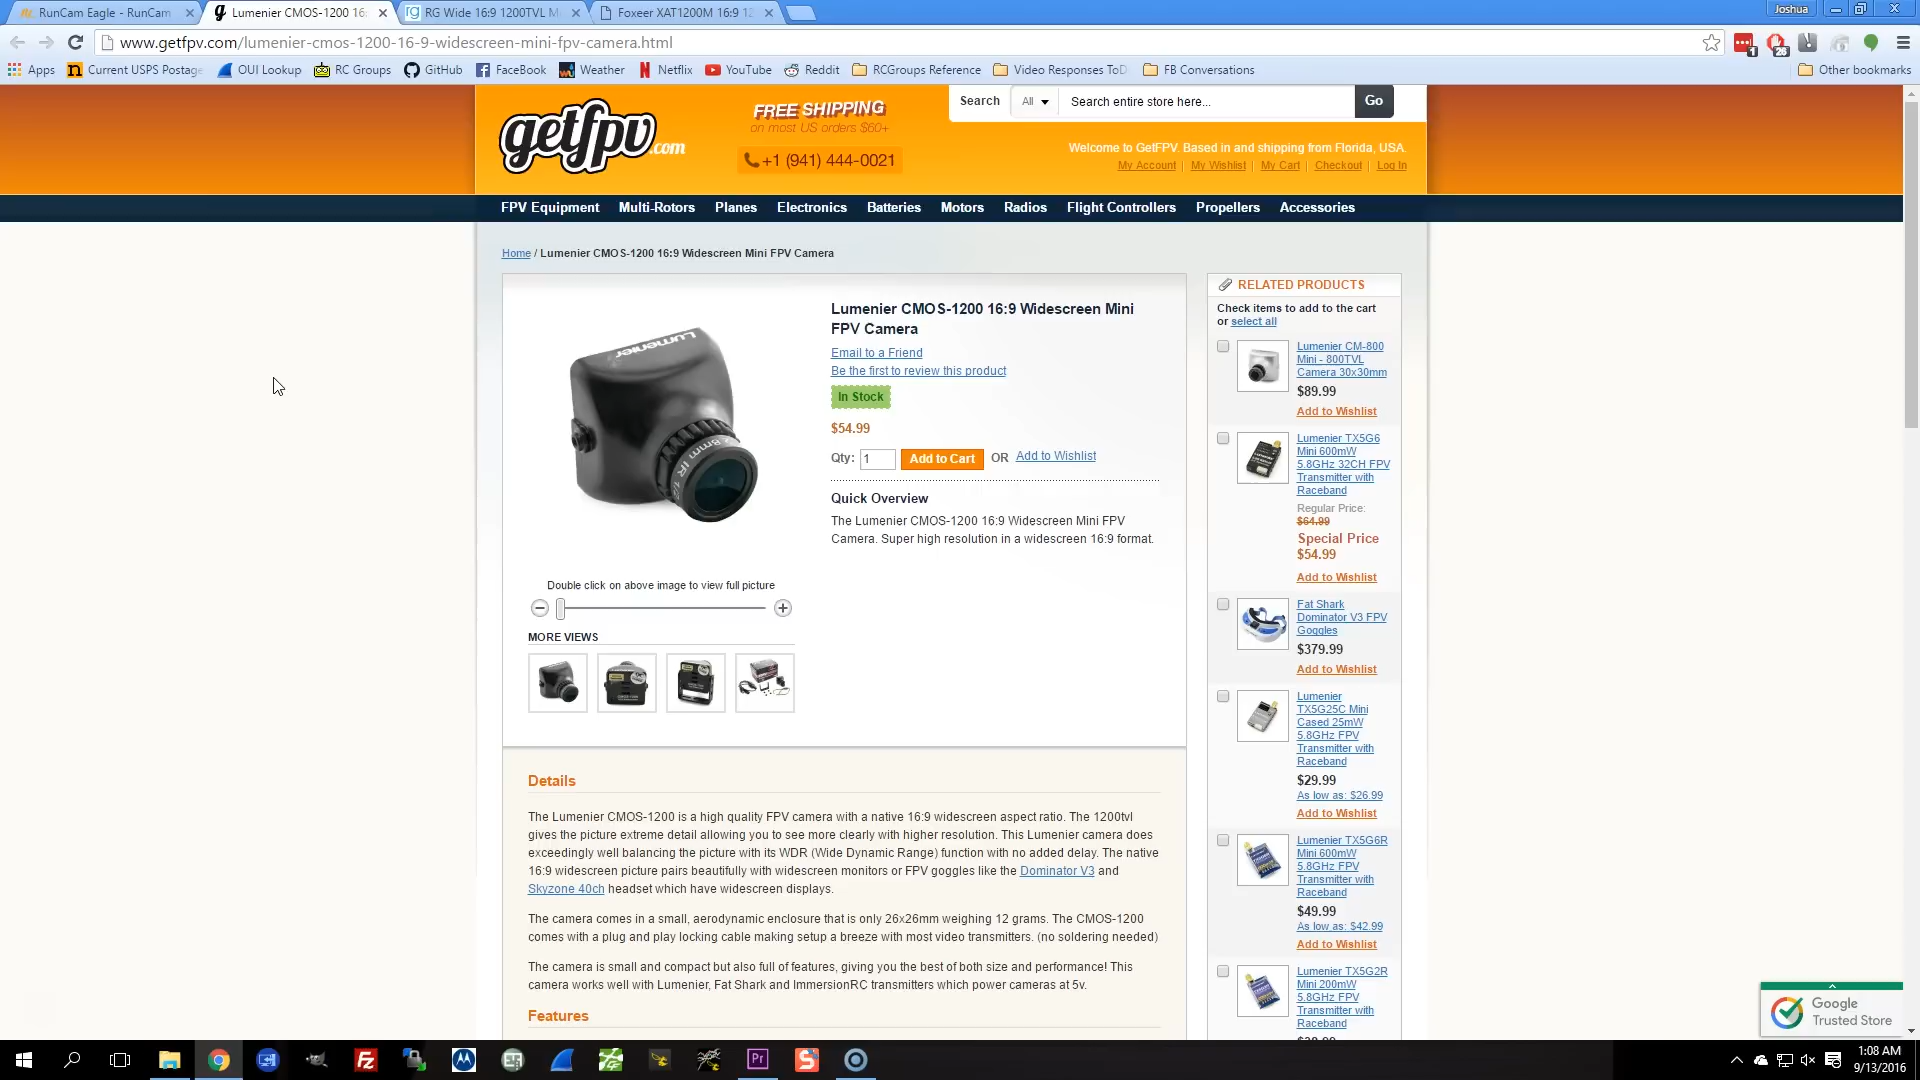 RunCam Eagle - RunCam
Lumenier CMOS-1200 16:
RG Wide 16:9 1200TVL M
Foxeer XAT1200M 16:9 12
Joshua
www.getfpv.com/lumenier-cmos-1200-16-9-widescreen-mini-fpv-camera.html
Apps
Current USPS Postage
OUI Lookup
RC Groups
GitHub
FaceBook
Weather
Netflix
YouTube
Reddit
RCGroups Reference
Video Responses ToD
FB Conversations
Other bookmarks
getfpv.com
FREE SHIPPING
on most US orders $60+
+1 (941) 444-0021
Search
All
Search entire store here...
Go
Welcome to GetFPV. Based in and shipping from Florida, USA.
My Account | My Wishlist | My Cart | Checkout | Log In
FPV Equipment Multi-Rotors Planes Electronics Batteries Motors Radios Flight Controllers Propellers Accessories
Home / Lumenier CMOS-1200 16:9 Widescreen Mini FPV Camera
Lumenier
Lumenier CMOS-1200 16:9 Widescreen Mini
FPV Camera
Email to a Friend
Be the first to review this product
In Stock
$54.99
Qty: 1 Add to Cart OR Add to Wishlist
Quick Overview
The Lumenier CMOS-1200 16:9 Widescreen Mini FPV
Camera. Super high resolution in a widescreen 16:9 format.
Double click on above image to view full picture
MORE VIEWS
Details
The Lumenier CMOS-1200 is a high quality FPV camera with a native 16:9 widescreen aspect ratio. The 1200tvl
gives the picture extreme detail allowing you to see more clearly with higher resolution. This Lumenier camera does
exceedingly well balancing the picture with its WDR (Wide Dynamic Range) function with no added delay. The native
16:9 widescreen picture pairs beautifully with widescreen monitors or FPV goggles like the Dominator V3 and
Skyzone 40ch headset which have widescreen displays.
The camera comes in a small, aerodynamic enclosure that is only 26x26mm weighing 12 grams. The CMOS-1200
comes with a plug and play locking cable making setup a breeze with most video transmitters. (no soldering needed)
The camera is small and compact but also full of features, giving you the best of both size and performance! This
camera works well with Lumenier, Fat Shark and ImmersionRC transmitters which power cameras at 5v.
Features
RELATED PRODUCTS
Check items to add to the cart
or select all
Lumenier CM-800
Mini - 800TVL
Camera 30x30mm
$89.99
Add to Wishlist
Lumenier TX5G6
Mini 600mW
5.8GHz 32CH FPV
Transmitter with
Raceband
Regular Price:
$64.99
Special Price
$54.99
Add to Wishlist
Fat Shark
Dominator V3 FPV
Goggles
$379.99
Add to Wishlist
Lumenier
TX5G25C Mini
Cased 25mW
5.8GHz FPV
Transmitter with
Raceband
$29.99
As low as: $26.99
Add to Wishlist
Lumenier TX5G6R
Mini 600mW
5.8GHz FPV
Transmitter with
Raceband
$49.99
As low as: $42.99
Add to Wishlist
Lumenier TX5G2R
Mini 200mW
5.8GHz FPV
Transmitter with
Raceband
Google
Trusted Store
1:08 AM
9/13/2016